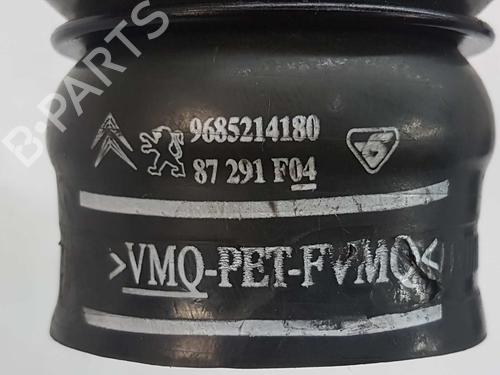 B-PARTS
9685214180
87 291 F04
>VMQ-PET-FVMQ<